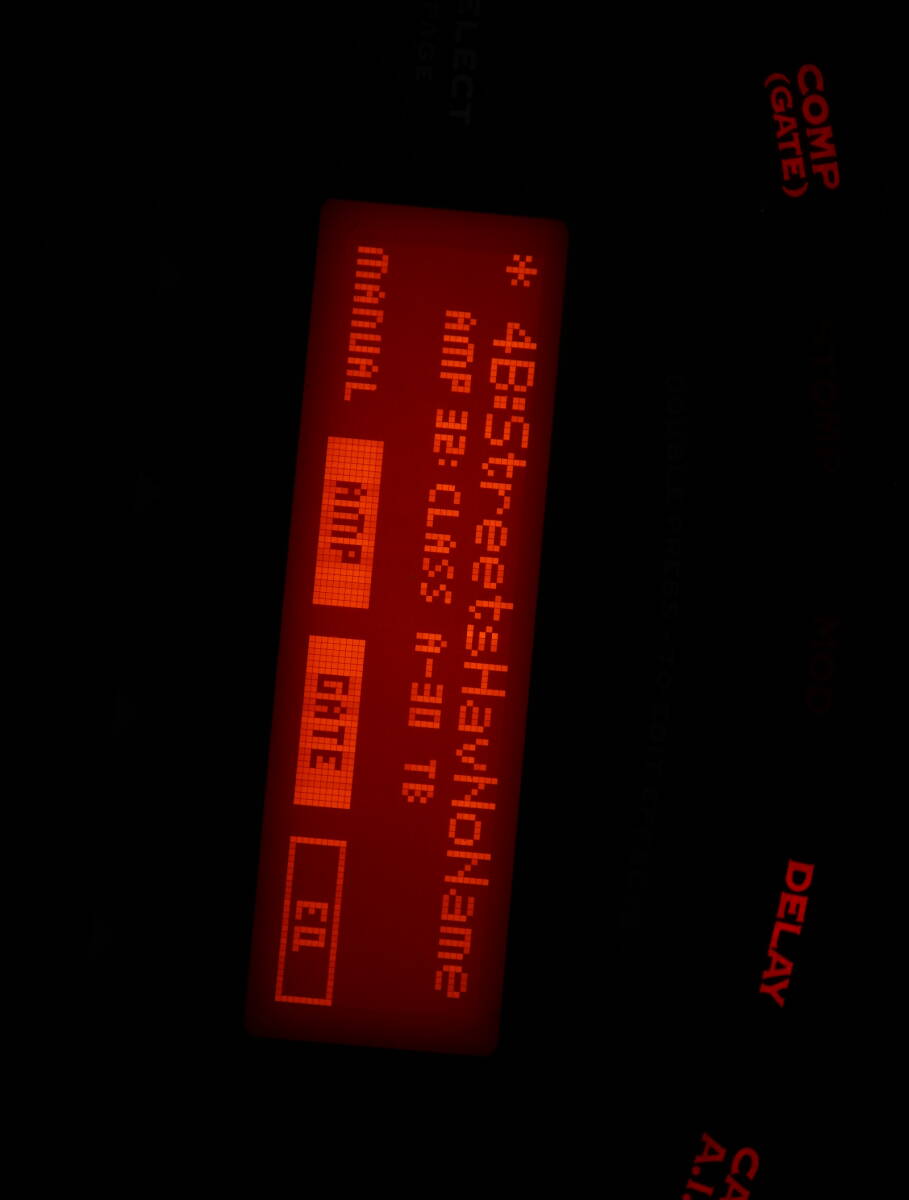 COMP
(GATE)
DELAY
* 4B:StreetsHavNoName
AMP 32: CLASS A-30 TB
MANUAL AMP GATE EQ